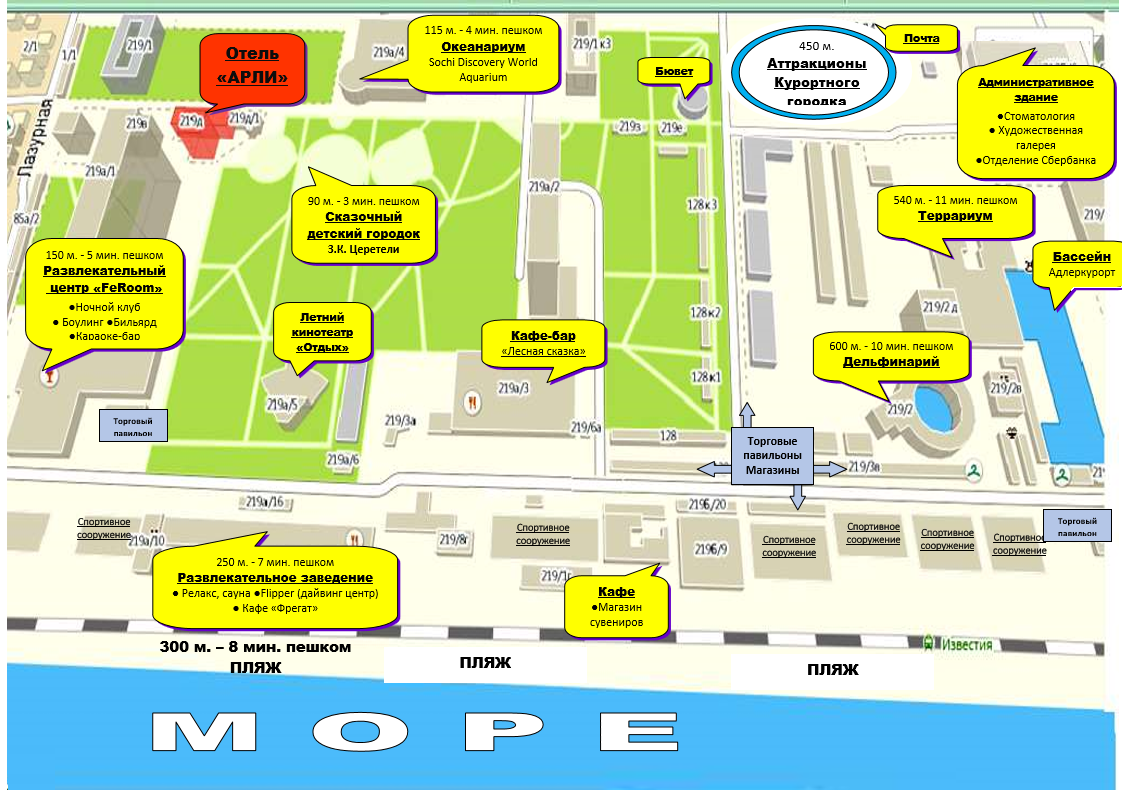 2/1
1/1
219/1
Отель
«АРЛИ»
219а/4
115 м. - 4 мин. пешком
Океанариум
Sochi Discovery World
Aquarium
219/1 к3
Бювет
450 м.
Аттракционы
Курортного
городка
Почта
Административное
здание
●Стоматология
● Художественная
галерея
●Отделение Сбербанка
Лазурная
219в
219д
219д/1
219з
219е
219а/1
219а/2
85а/2
90 м. - 3 мин. пешком
Сказочный
детский городок
З.К. Церетели
128 к3
540 м. - 11 мин. пешком
Террариум
219/
150 м. - 5 мин. пешком
Развлекательный
центр «FeRoom»
●Ночной клуб
● Боулинг ●Бильярд
●Караоке-бар
Бассейн
Адлеркурорт
Летний
кинотеатр
«Отдых»
Кафе-бар
«Лесная сказка»
128 к2
219/2 д
600 м. - 10 мин. пешком
Дельфинарий
219а/5
219а/3
128 к1
219/2
219/2в
Торговый
павильон
219/3а
219/6а
128
Торговые
павильоны
Магазины
219а/6
219/3в
219а/16
219б/20
Спортивное
сооружение
219а/10
219/8г
Спортивное
сооружение
219б/9
Спортивное
сооружение
Спортивное
сооружение
Спортивное
сооружение
Спортивное
сооружение
Торговый
павильон
250 м. - 7 мин. пешком
Развлекательное заведение
● Релакс, сауна ●Flipper (дайвинг центр)
● Кафе «Фрегат»
Кафе
●Магазин
сувениров
300 м. – 8 мин. пешком
ПЛЯЖ
ПЛЯЖ
ПЛЯЖ
Известия
МОРЕ